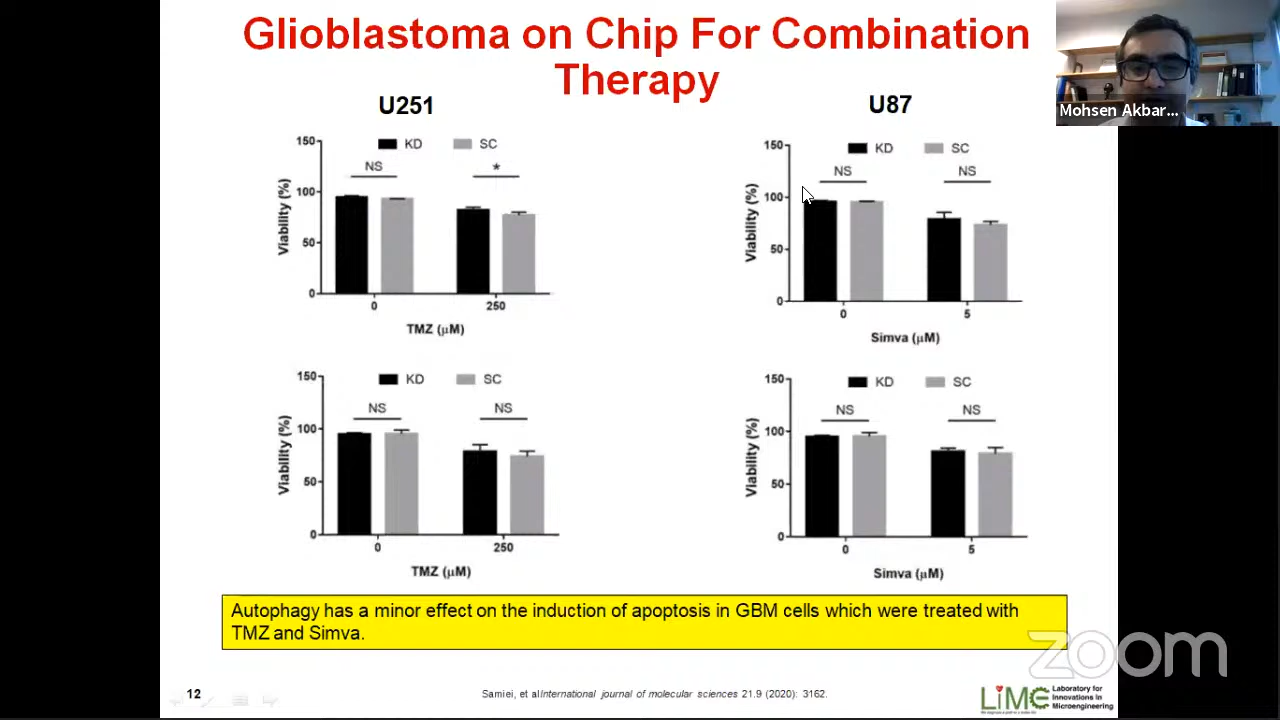 Glioblastoma on Chip For Combination
Therapy
Mohsen Akbar...
U251
U87
KD SC
NS *
150
100
50
0
Viability (%)
0 250
TMZ (μM)
KD SC
NS NS
150
100
50
0
Viability (%)
0 5
Simva (μM)
KD SC
NS NS
150
100
50
0
Viability (%)
0 250
TMZ (μM)
KD SC
NS NS
150
100
50
0
Viability (%)
0 5
Simva (μM)
Autophagy has a minor effect on the induction of apoptosis in GBM cells which were treated with
TMZ and Simva.
zoom
12
Samiei, et al.International journal of molecular sciences 21.9 (2020): 3162.
LiME
Laboratory for
Innovations in
Microengineering